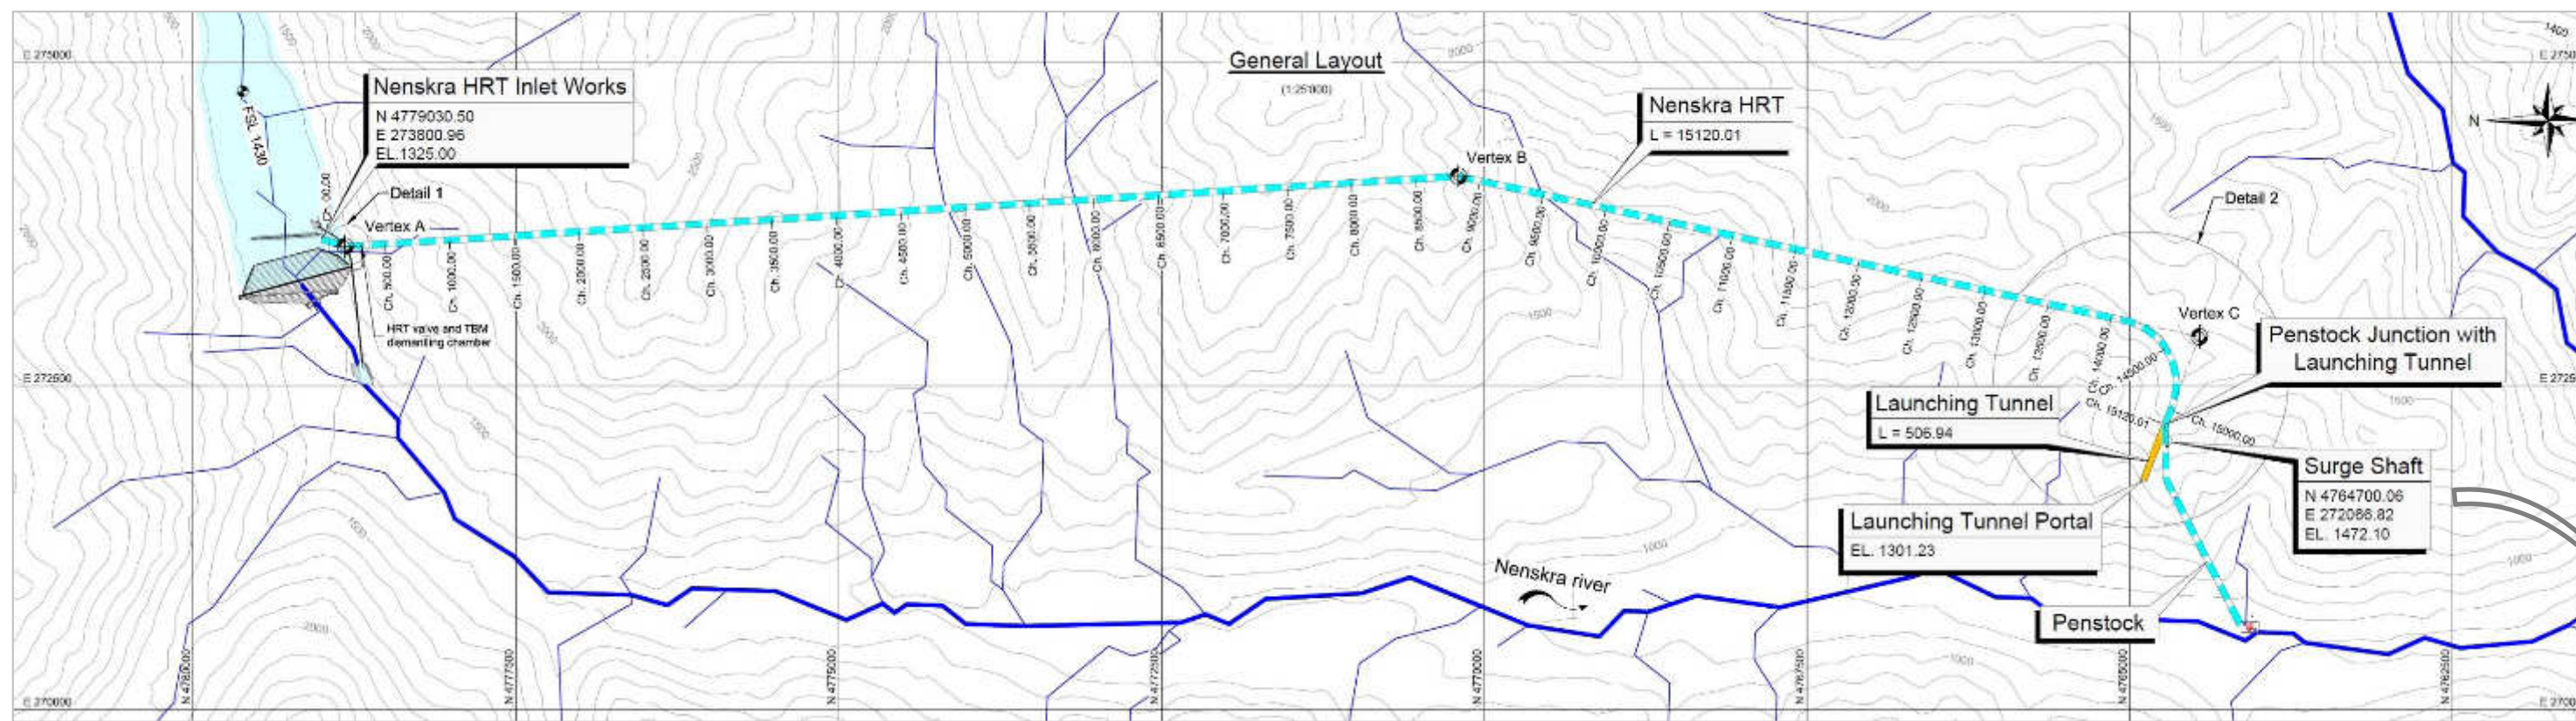 E 275000
General Layout
(1:25'000)
Nenskra HRT Inlet Works
N 4779030.50
E 273800.96
EL.1325.00
FSL 1430
Nenskra HRT
L = 15120.01
N
Detail 1
Vertex A
Vertex B
Detail 2
Ch. 500.00
Ch. 1000.00
Ch. 1500.00
Ch. 2000.00
Ch. 2500.00
Ch. 3000.00
Ch. 3500.00
Ch. 4000.00
Ch. 4500.00
Ch. 5000.00
Ch. 5500.00
Ch. 6000.00
Ch. 6500.00
Ch. 7000.00
Ch. 7500.00
Ch. 8000.00
Ch. 8500.00
Ch. 9000.00
Ch. 9500.00
Ch. 10000.00
Ch. 10500.00
Ch. 11000.00
Ch. 11500.00
Ch. 12000.00
Ch. 12500.00
Ch. 13000.00
Ch. 13500.00
Ch. 14000.00
Ch. 14500.00
Ch. 15000.00
Ch. 15120.01
HRT valve and TBM
dismantling chamber
Vertex C
Penstock Junction with
Launching Tunnel
E 272500
Launching Tunnel
L = 506.94
Surge Shaft
N 4764700.06
E 272066.82
EL. 1472.10
Launching Tunnel Portal
EL. 1301.23
Nenskra river
Penstock
N 4780000
N 4777500
N 4775000
N 4772500
N 4770000
N 4767500
N 4765000
N 4762500
E 270000